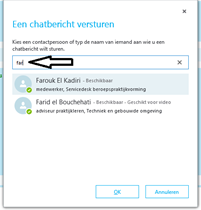 Een chatbericht versturen
Kies een contactpersoon of typ de naam van iemand aan wie u een
chatbericht wilt sturen.
far
Farouk El Kadiri - Beschikbaar
medewerker, Servicedesk beroepspraktijkvorming
Farid el Bouchehati - Beschikbaar - Geschikt voor video
adviseur praktijkleren, Techniek en gebouwde omgeving
OK
Annuleren